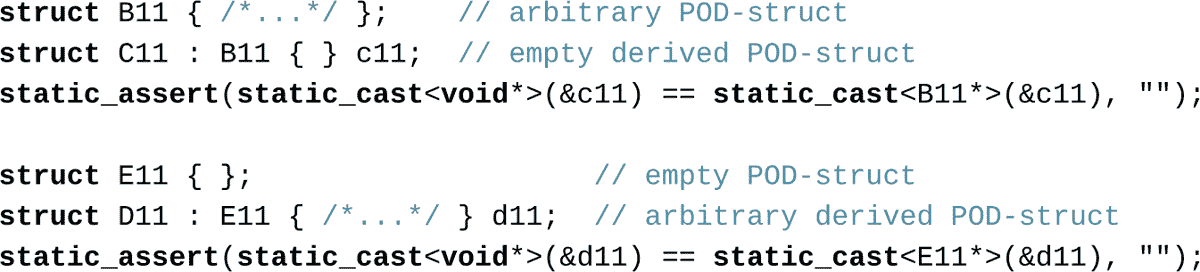 struct B11 { /*...*/ };    // arbitrary POD-struct
struct C11 : B11 { } c11;  // empty derived POD-struct
static_assert(static_cast<void*>(&c11) == static_cast<B11*>(&c11), "");

struct E11 { };                    // empty POD-struct
struct D11 : E11 { /*...*/ } d11;  // arbitrary derived POD-struct
static_assert(static_cast<void*>(&d11) == static_cast<E11*>(&d11), "");